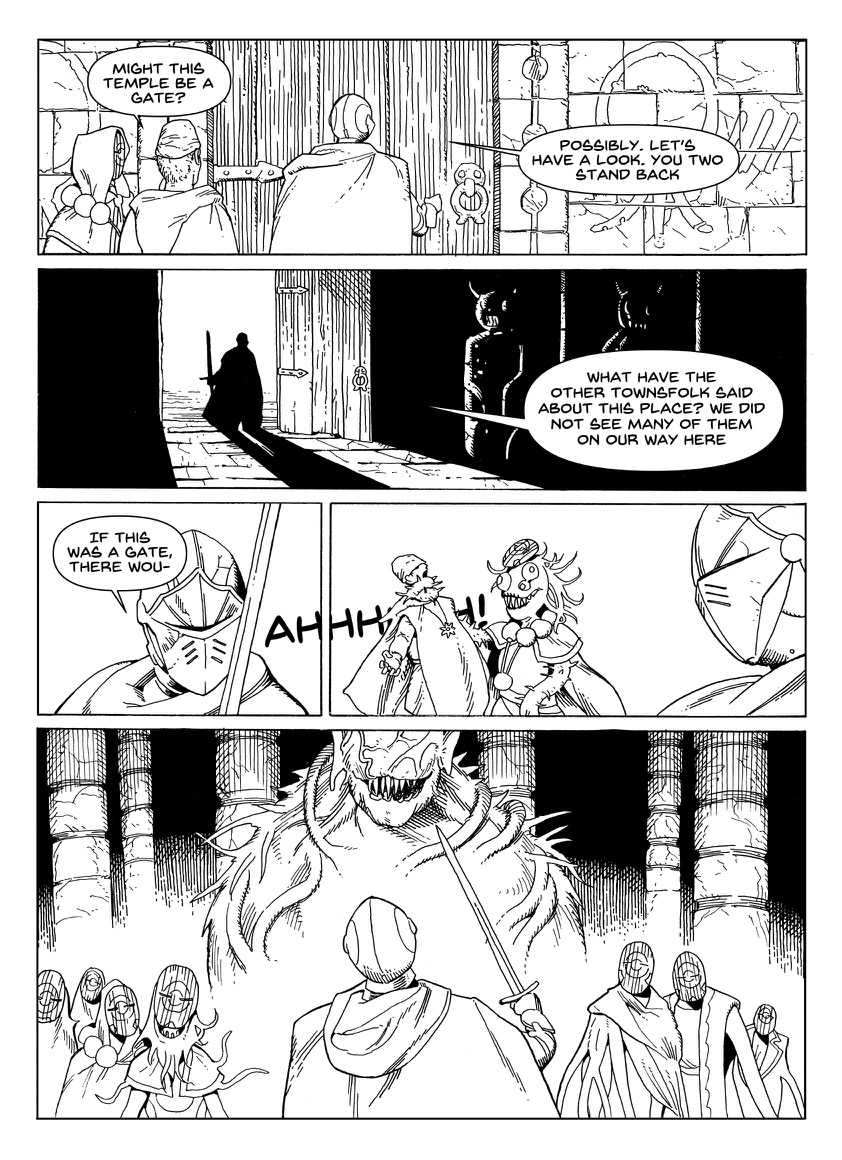 MIGHT THIS
TEMPLE BE A
GATE?
POSSIBLY. LET'S
HAVE A LOOK. YOU TWO
STAND BACK
WHAT HAVE THE
OTHER TOWNSFOLK SAID
ABOUT THIS PLACE? WE DID
NOT SEE MANY OF THEM
ON OUR WAY HERE
IF THIS
WAS A GATE,
THERE WOU-